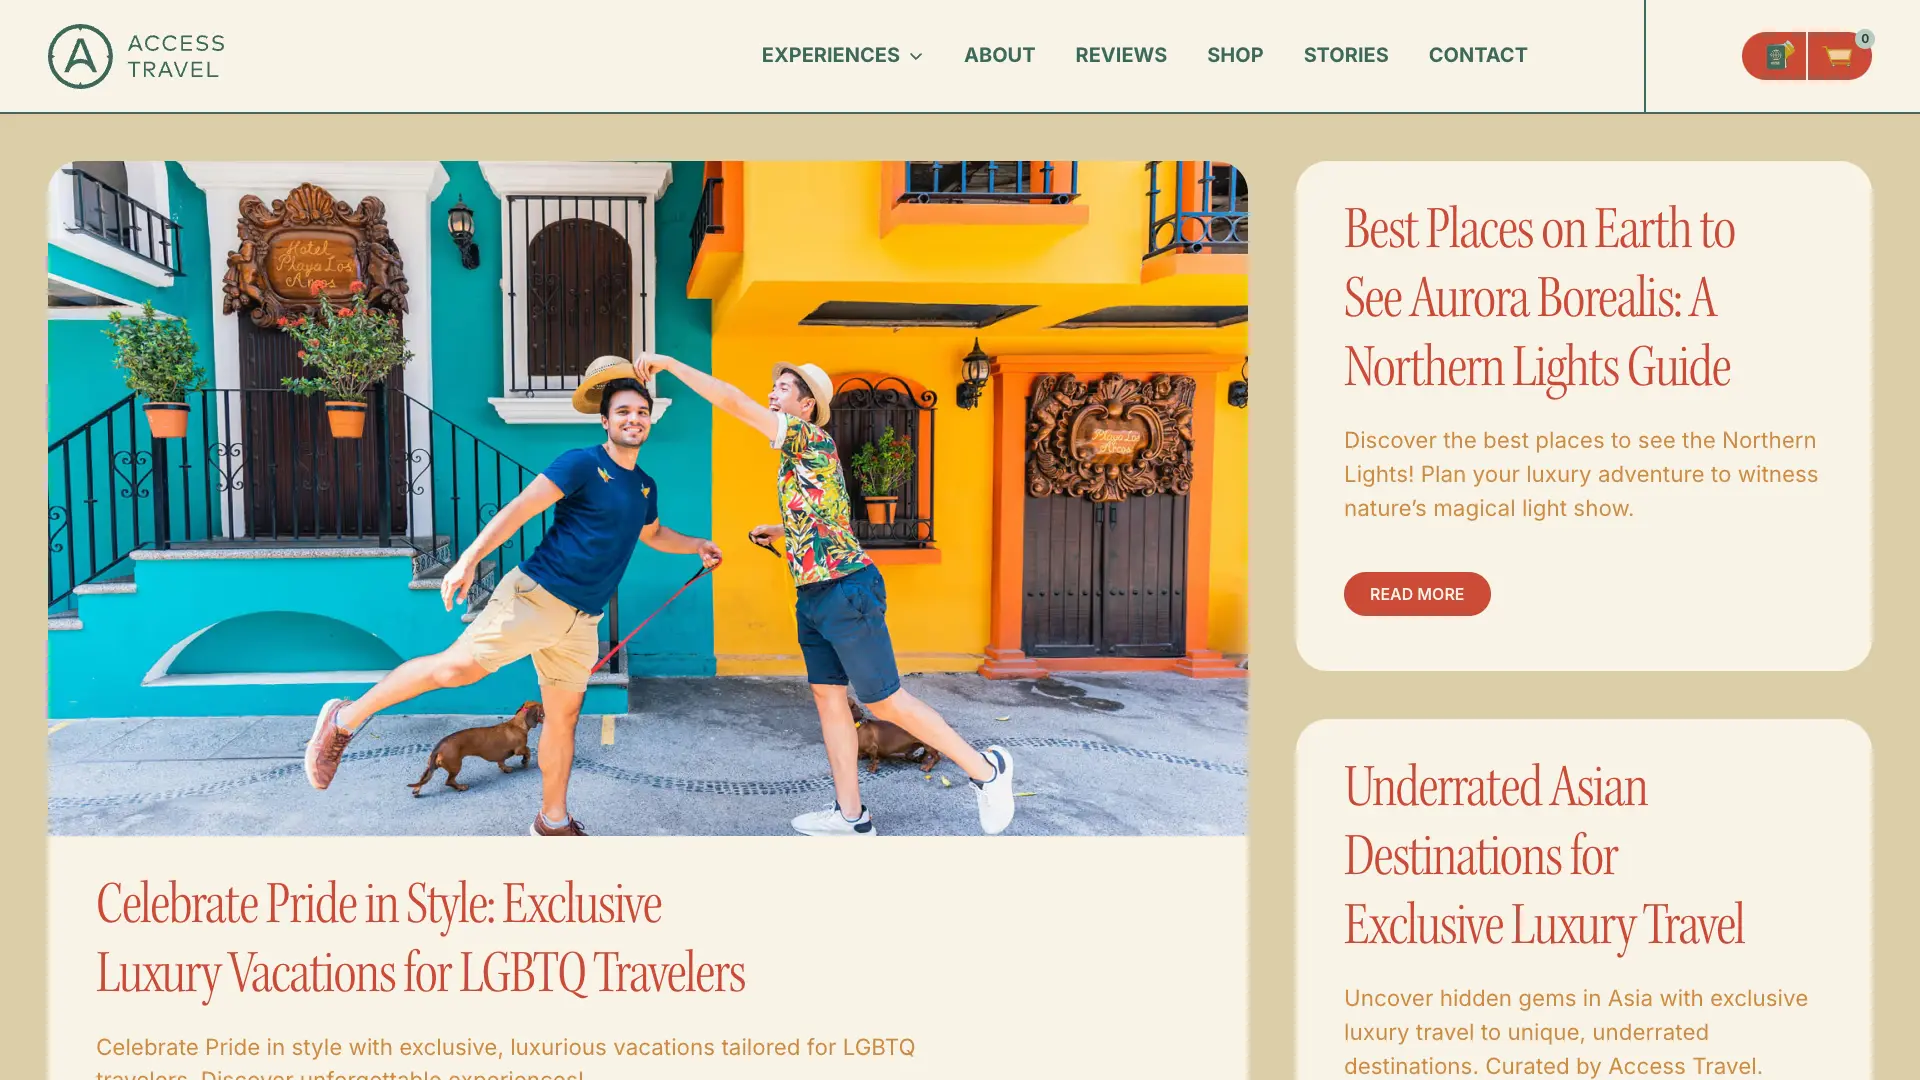 ACCESS
TRAVEL
EXPERIENCES
ABOUT
REVIEWS
SHOP
STORIES
CONTACT
0
Hotel
Playa Los
Arcos
Playa Los
Arcos
Celebrate Pride in Style: Exclusive
Luxury Vacations for LGBTQ Travelers
Celebrate Pride in style with exclusive, luxurious vacations tailored for LGBTQ
travelers. Discover unforgettable experiences!
Best Places on Earth to
See Aurora Borealis: A
Northern Lights Guide
Discover the best places to see the Northern
Lights! Plan your luxury adventure to witness
nature’s magical light show.
READ MORE
Underrated Asian
Destinations for
Exclusive Luxury Travel
Uncover hidden gems in Asia with exclusive
luxury travel to unique, underrated
destinations. Curated by Access Travel.